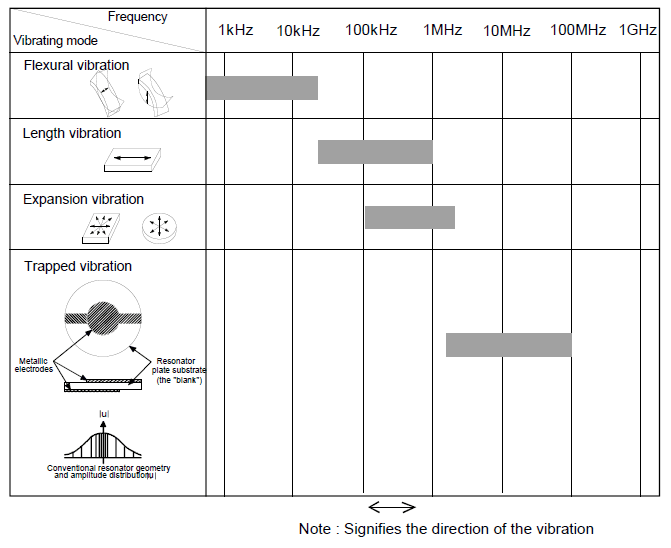 Frequency
Vibrating mode
1kHz 10kHz 100kHz 1MHz 10MHz 100MHz 1GHz
Flexural vibration
Length vibration
Expansion vibration
Trapped vibration
Metallic
electrodes
Resonator
plate substrate
(the "blank")
|u|
Conventional resonator geometry
and amplitude distribution|u|
Note : Signifies the direction of the vibration